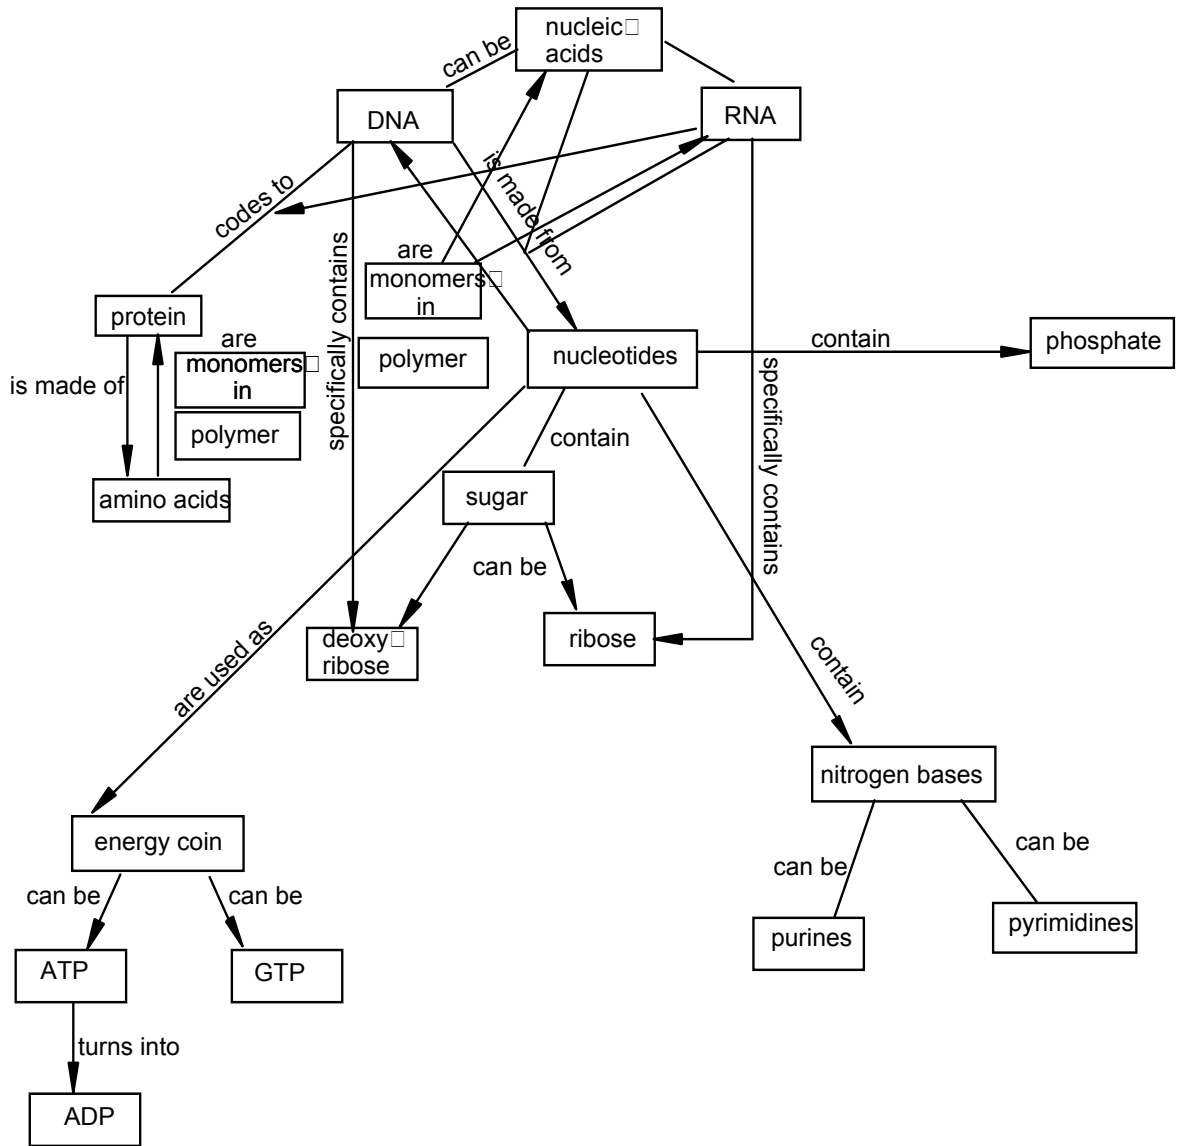 nucleic□
acids
can be
DNA
RNA
is made from
codes to
are
monomers□
in
polymer
specifically contains
protein
are
monomers□
in
polymer
is made of
amino acids
nucleotides
contain
phosphate
specifically contains
contain
sugar
can be
deoxy□
ribose
ribose
are used as
contain
nitrogen bases
can be
can be
purines
pyrimidines
energy coin
can be
can be
ATP
GTP
turns into
ADP